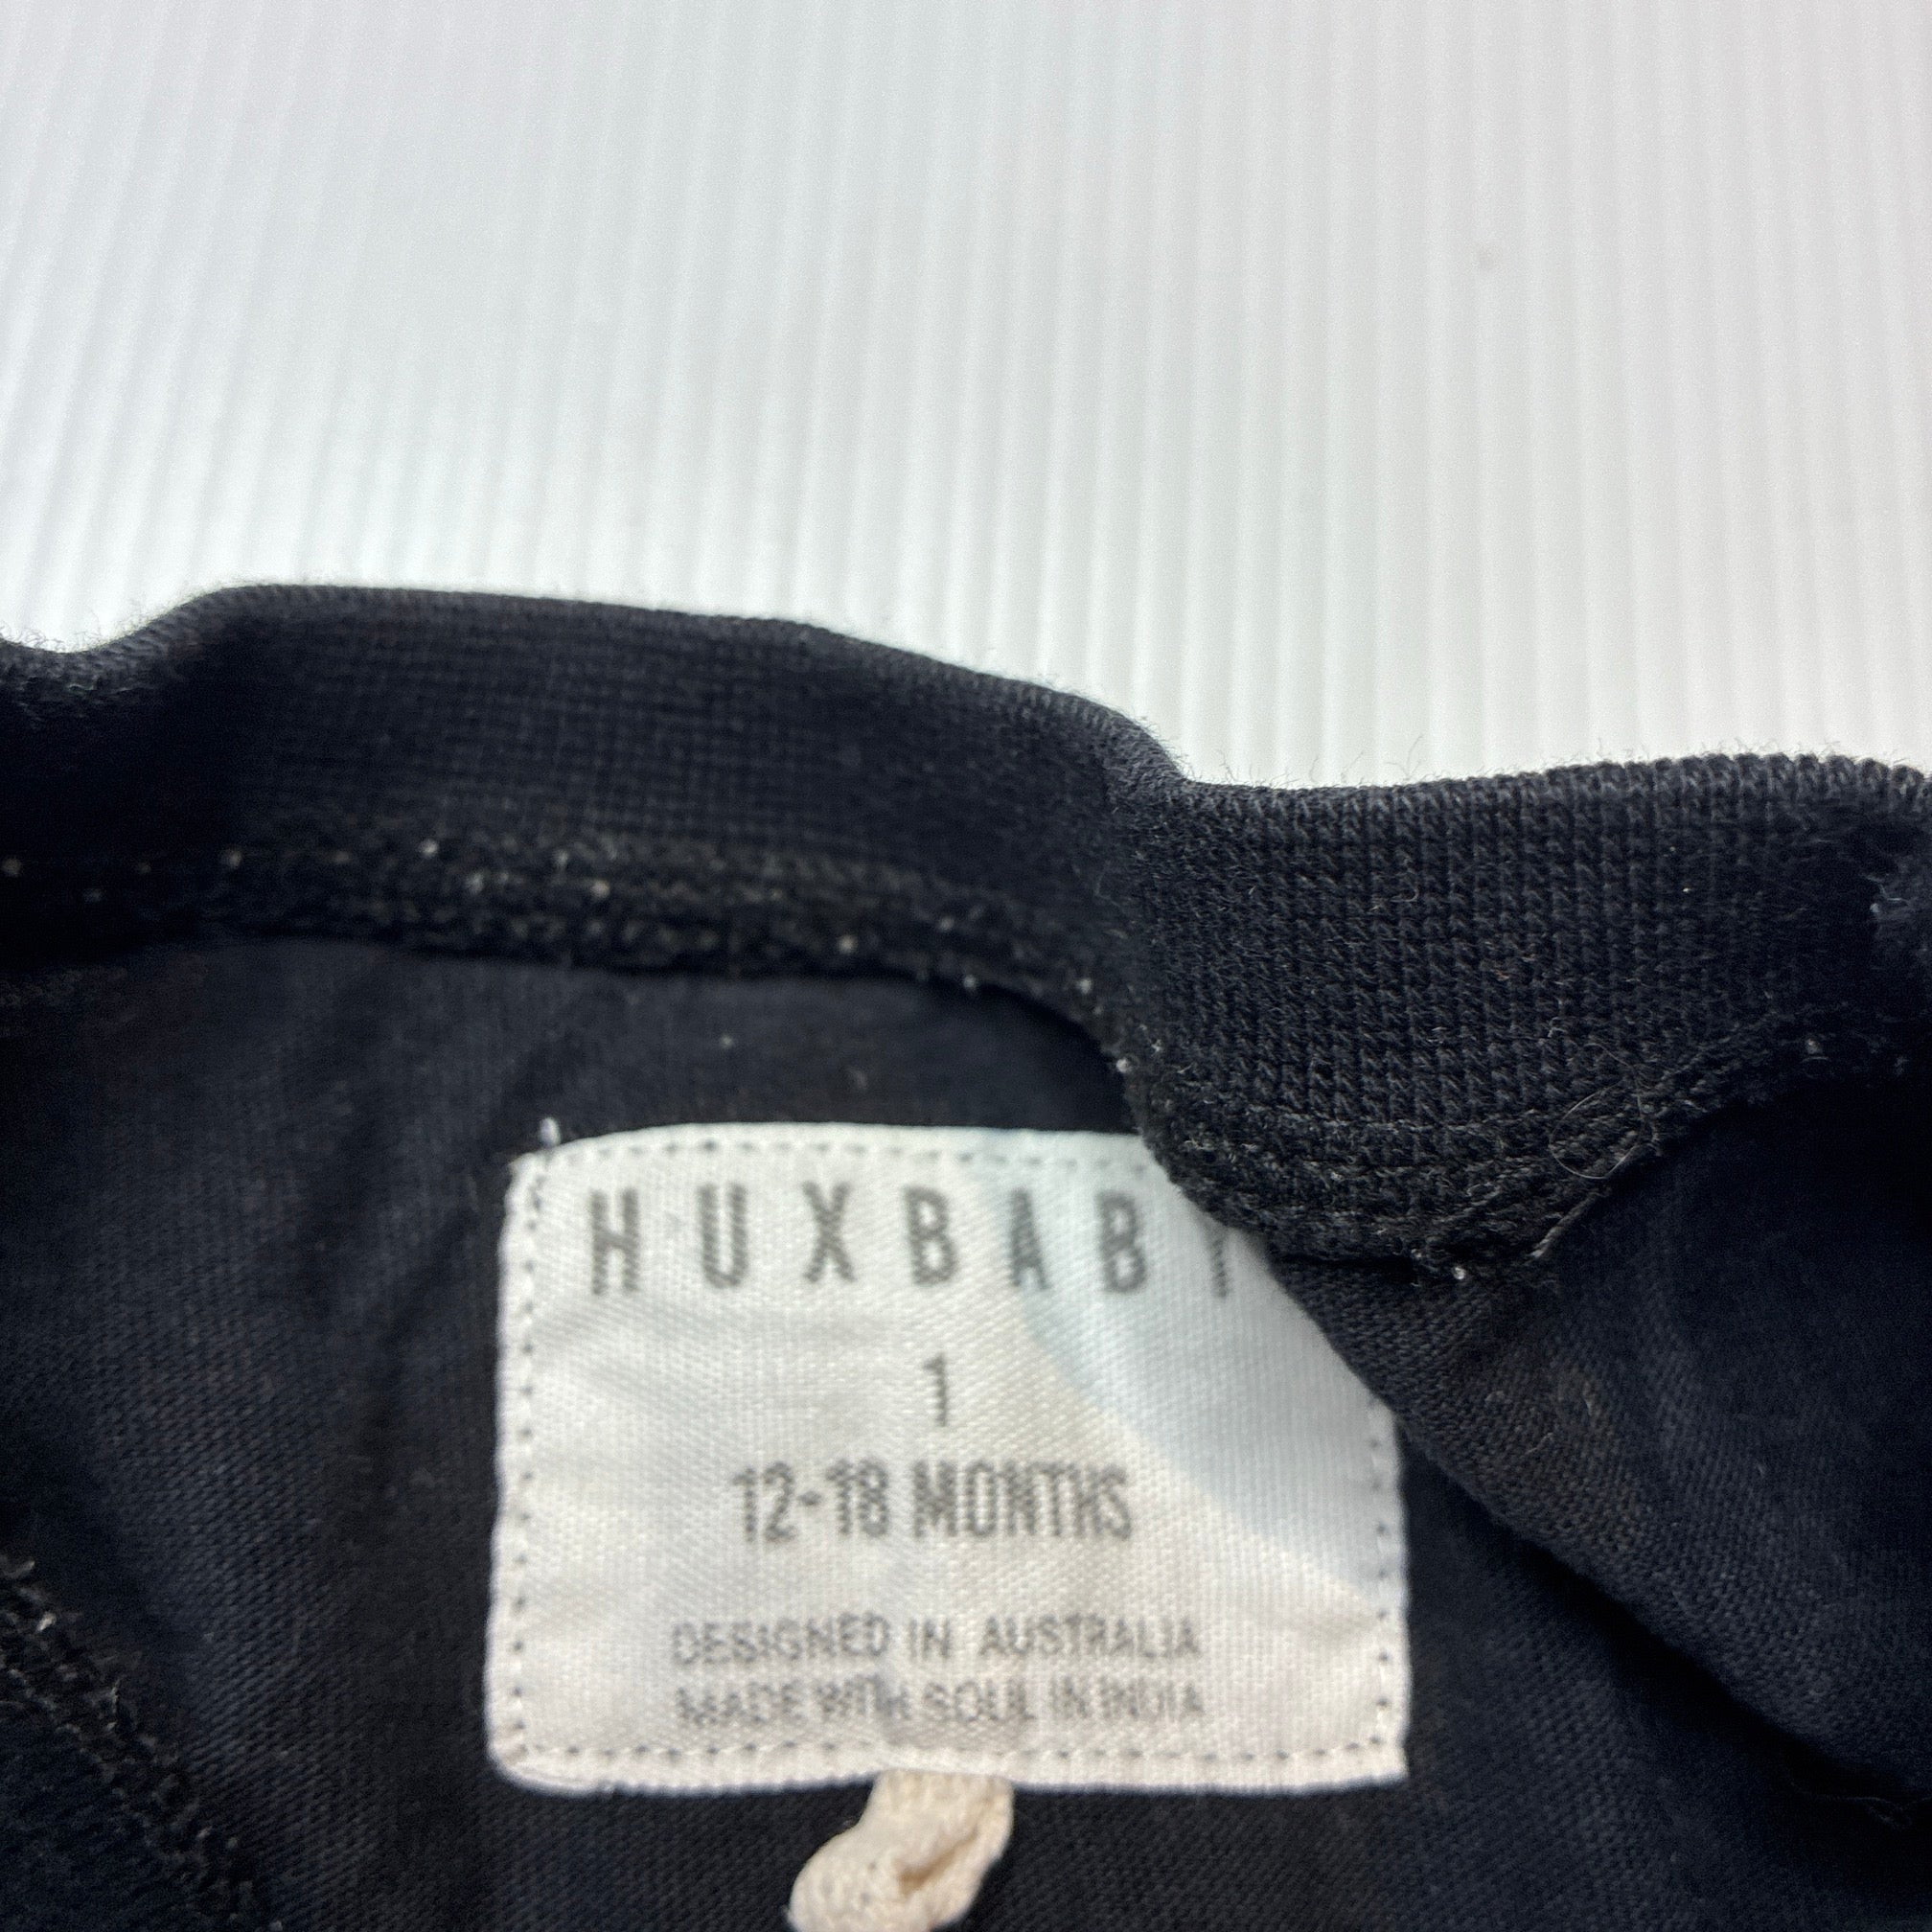 HUXBABY
1
12-18 MONTHS
DESIGNED IN AUSTRALIA
MADE WITH SOUL IN INDIA